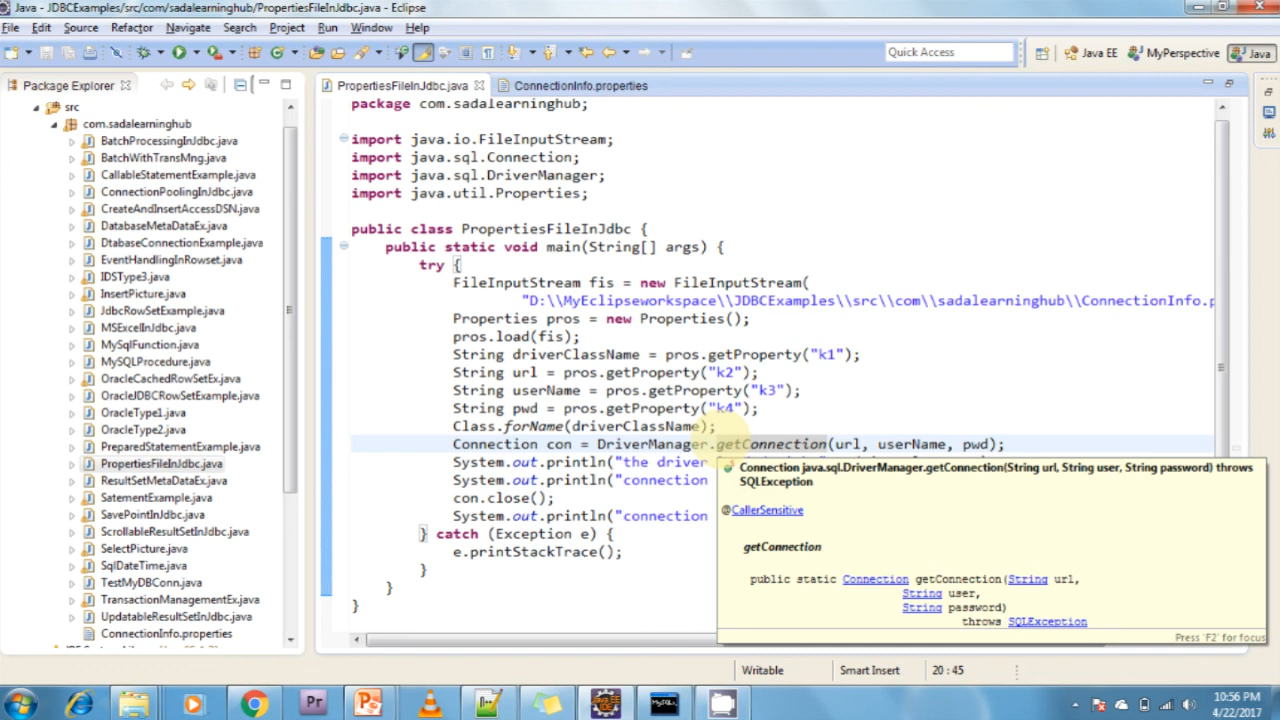 Java - JDBCExamples/src/com/sadalearninghub/PropertiesFileInJdbc.java - Eclipse
File Edit Source Refactor Navigate Search Project Run Window Help
Quick Access
Java EE MyPerspective Java
Package Explorer
src
com.sadalearninghub
BatchProcessingInJdbc.java
BatchWithTransMng.java
CallableStatementExample.java
ConnectionPoolingInJdbc.java
CreateAndInsertAccessDSN.java
DatabaseMetaDataEx.java
DtabaseConnectionExample.java
EventHandlingInRowset.java
IDSType3.java
InsertPicture.java
JdbcRowSetExample.java
MSExcelInJdbc.java
MySqlFunction.java
MySQLProcedure.java
OracleCachedRowSetEx.java
OracleJDBCRowSetExample.java
OracleType1.java
OracleType2.java
PreparedStatementExample.java
PropertiesFileInJdbc.java
ResultSetMetaDataEx.java
SatementExample.java
SavePointInJdbc.java
ScrollableResultSetInJdbc.java
SelectPicture.java
SqlDateTime.java
TestMyDBConn.java
TransactionManagementEx.java
UpdatableResultSetInJdbc.java
ConnectionInfo.properties
PropertiesFileInJdbc.java ConnectionInfo.properties
package com.sadalearninghub;
import java.io.FileInputStream;
import java.sql.Connection;
import java.sql.DriverManager;
import java.util.Properties;
public class PropertiesFileInJdbc {
public static void main(String[] args) {
try {
FileInputStream fis = new FileInputStream(
"D:\\MyEclipseworkspace\\JDBCExamples\\src\\com\\sadalearninghub\\ConnectionInfo.p
Properties pros = new Properties();
pros.load(fis);
String driverClassName = pros.getProperty("k1");
String url = pros.getProperty("k2");
String userName = pros.getProperty("k3");
String pwd = pros.getProperty("k4");
Class.forName(driverClassName);
Connection con = DriverManager.getConnection(url, userName, pwd);
System.out.println("the driver
System.out.println("connection
con.close();
System.out.println("connection
} catch (Exception e) {
e.printStackTrace();
}
}
}
Connection java.sql.DriverManager.getConnection(String url, String user, String password) throws
SQLException
@CallerSensitive
getConnection
public static Connection getConnection(String url,
String user,
String password)
throws SQLException
Press 'F2' for focus
Writable Smart Insert 20 : 45
10:56 PM
4/22/2017